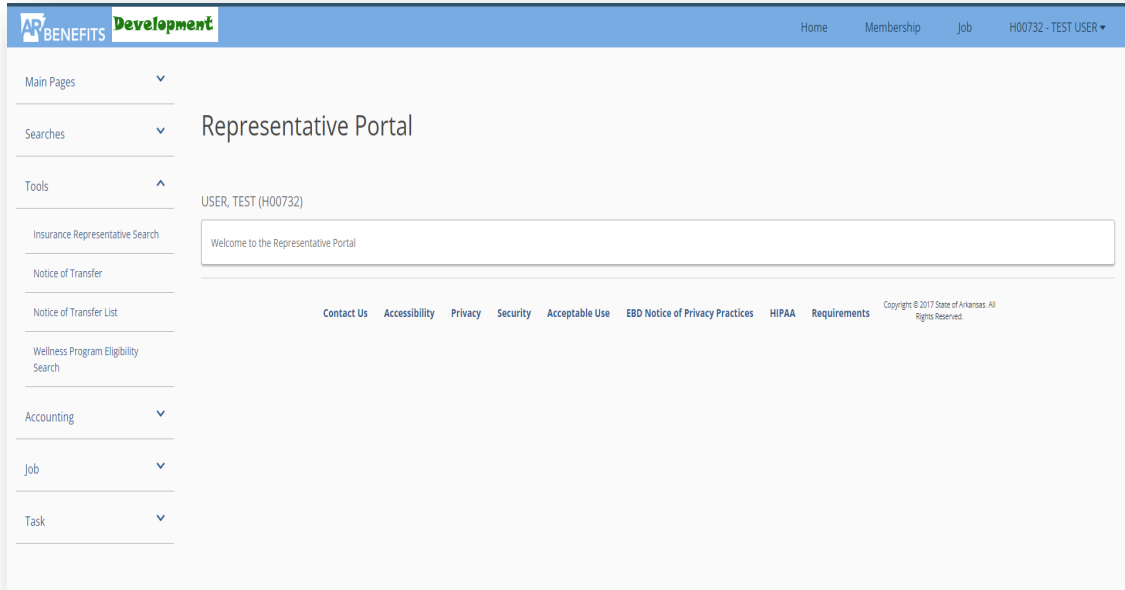 ARBENEFITS Development
Home Membership Job H00732 - TEST USER
Main Pages
Searches
Tools
Insurance Representative Search
Notice of Transfer
Notice of Transfer List
Wellness Program Eligibility
Search
Accounting
Job
Task
Representative Portal
USER, TEST (H00732)
Welcome to the Representative Portal
Contact Us Accessibility Privacy Security Acceptable Use EBD Notice of Privacy Practices HIPAA Requirements
Copyright © 2017 State of Arkansas. All
Rights Reserved.